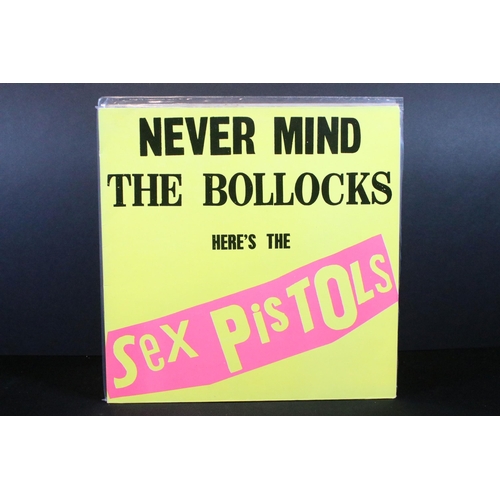 NEVER MIND
THE BOLLOCKS
HERE'S THE
Sex PisTOLs